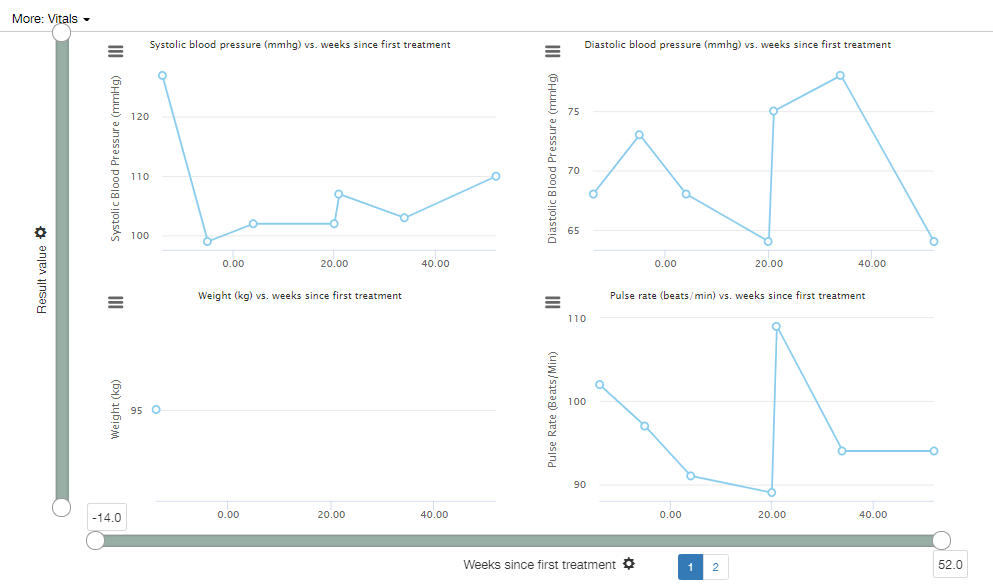 More: Vitals
Systolic blood pressure (mmhg) vs. weeks since first treatment
Systolic Blood Pressure (mmHg)
120
110
100
0.00 20.00 40.00
Diastolic blood pressure (mmhg) vs. weeks since first treatment
Diastolic Blood Pressure (mmHg)
75
70
65
0.00 20.00 40.00
Result value
Weight (kg) vs. weeks since first treatment
Weight (kg)
95
0.00 20.00 40.00
Pulse rate (beats/min) vs. weeks since first treatment
Pulse Rate (Beats/Min)
110
100
90
0.00 20.00 40.00
-14.0
52.0
Weeks since first treatment
1 2